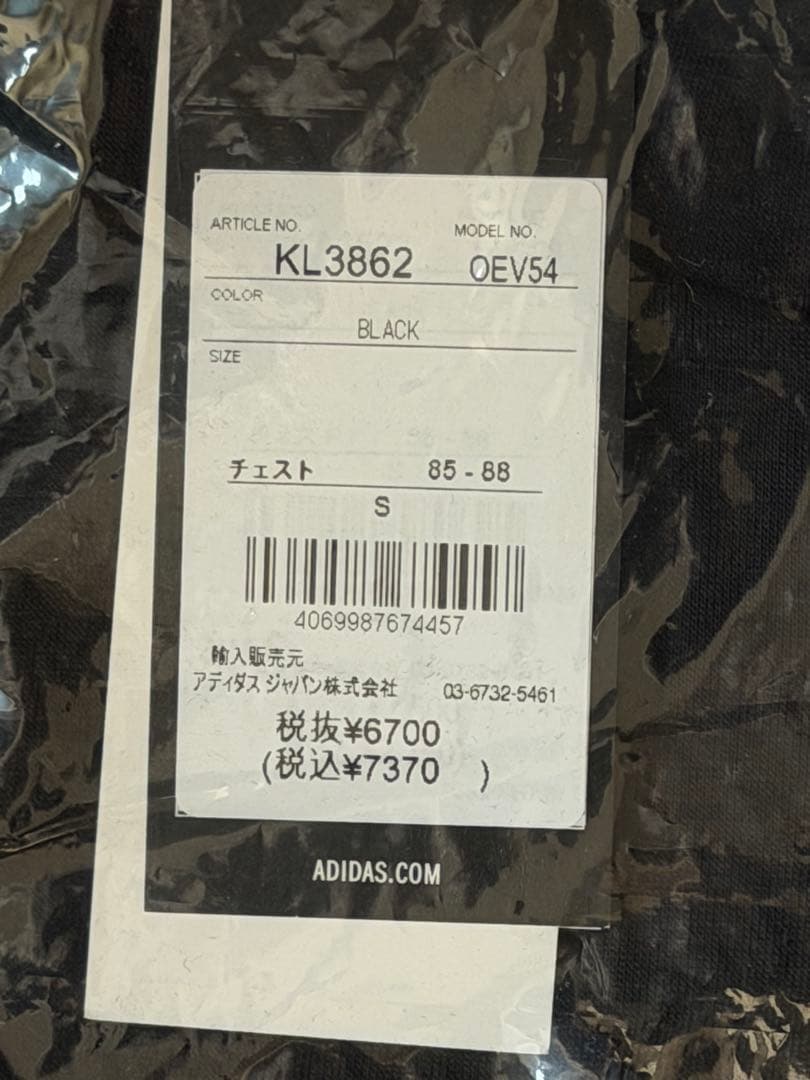 ARTICLE NO. MODEL NO.
KL3862 OEV54
COLOR
BLACK
SIZE
チェスト 85 - 88
S
4069987674457
輸入販売元
アディダス ジャパン株式会社 03-6732-5461
税抜¥6700
(税込¥7370 )
ADIDAS.COM